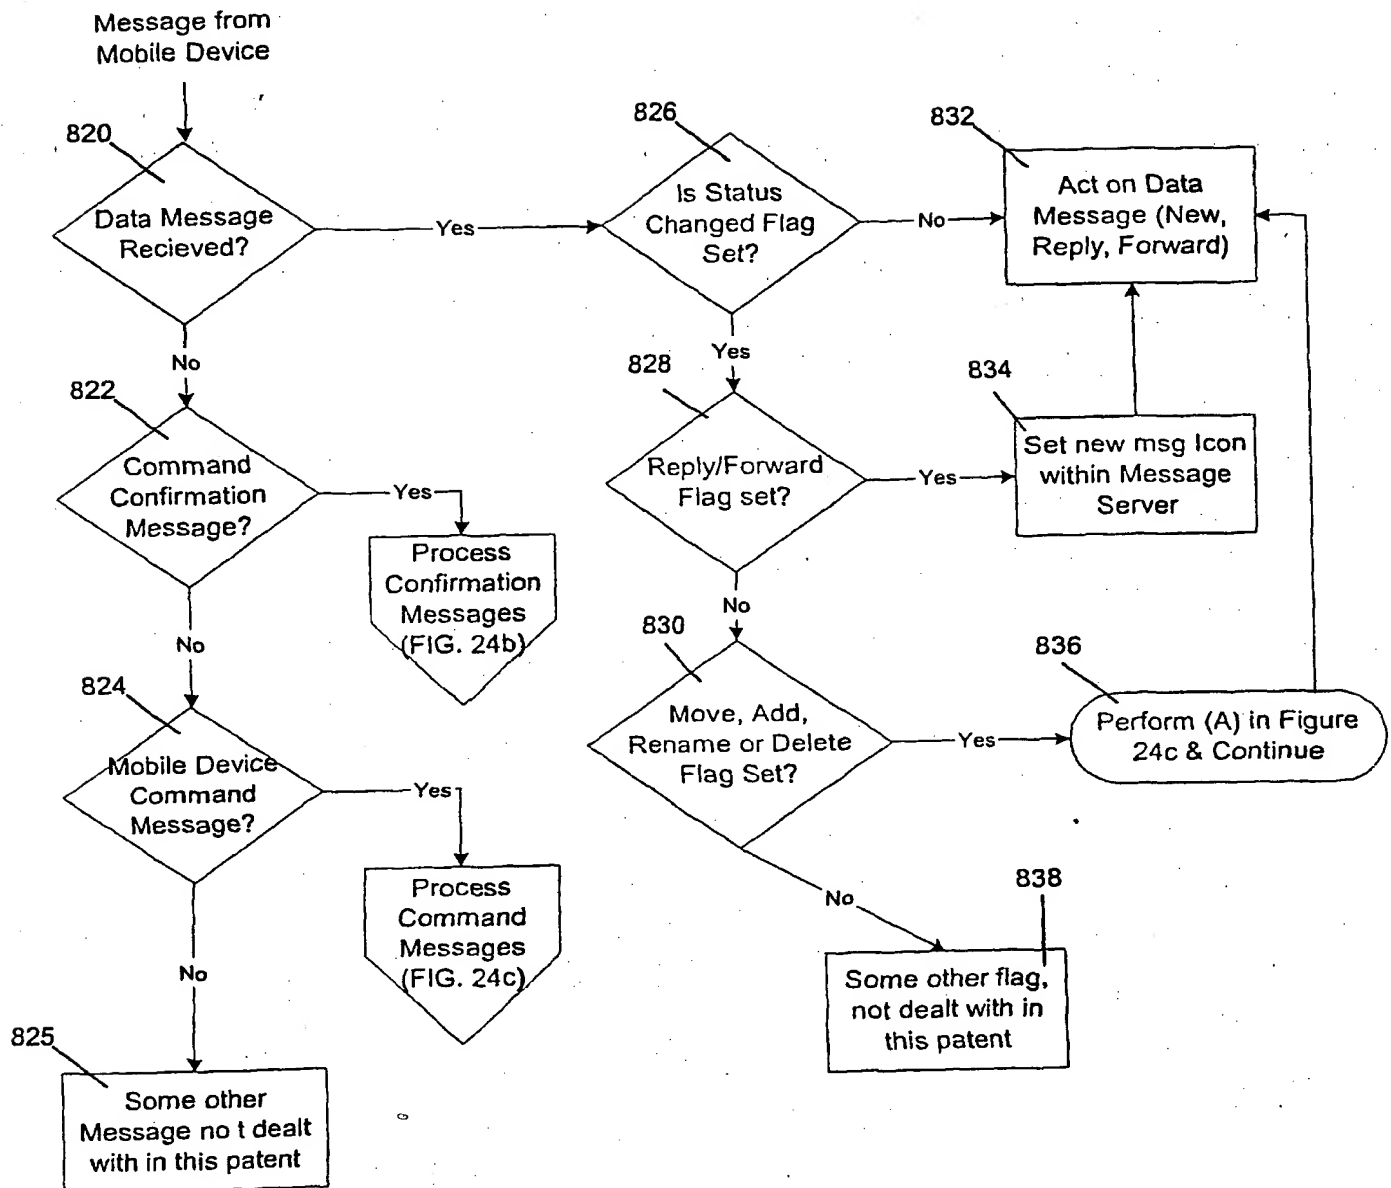 Message from
Mobile Device
820
Data Message
Recieved?
Yes
826
Is Status
Changed Flag
Set?
No
832
Act on Data
Message (New,
Reply, Forward)
No
Yes
822
Command
Confirmation
Message?
Yes
Process
Confirmation
Messages
(FIG. 24b)
828
Reply/Forward
Flag set?
Yes
834
Set new msg Icon
within Message
Server
No
No
824
Mobile Device
Command
Message?
Yes
Process
Command
Messages
(FIG. 24c)
830
Move, Add,
Rename or Delete
Flag Set?
Yes
836
Perform (A) in Figure
24c & Continue
No
838
Some other flag,
not dealt with in
this patent
No
825
Some other
Message no t dealt
with in this patent